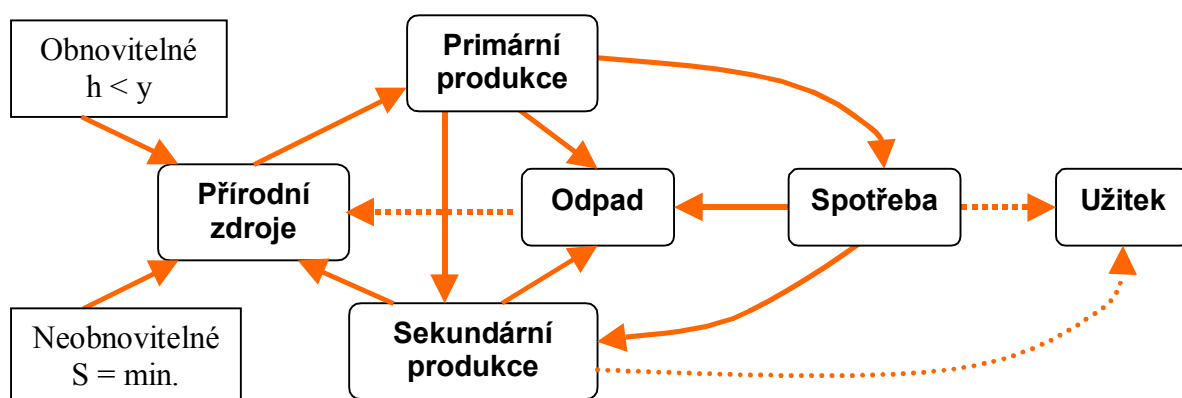 Obnovitelné
h < y
Primární
produkce
Přírodní
zdroje
Odpad
Spotřeba
Užitek
Neobnovitelné
S = min.
Sekundární
produkce